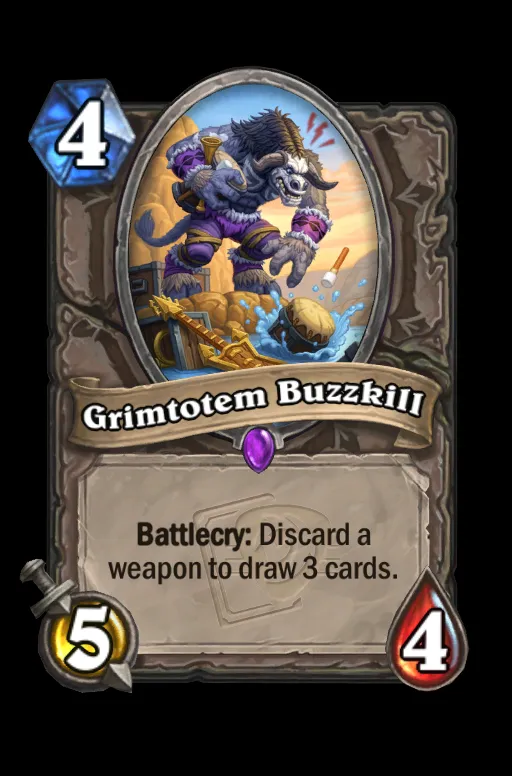 4
Grimtotem Buzzkill
Battlecry: Discard a
weapon to draw 3 cards.
5
4